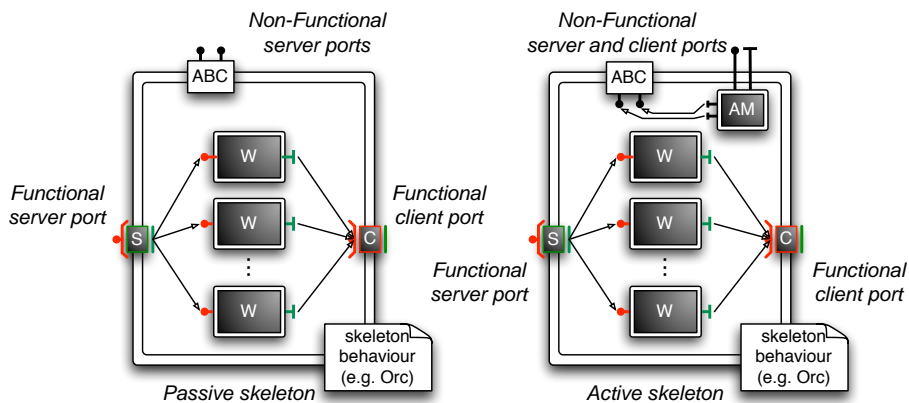 Non-Functional
server ports
ABC
W
Functional
server port
S
W
Functional
client port
C
⋮
W
skeleton
behaviour
(e.g. Orc)
Passive skeleton
Non-Functional
server and client ports
ABC
AM
W
S
W
C
⋮
Functional
server port
W
Functional
client port
skeleton
behaviour
(e.g. Orc)
Active skeleton